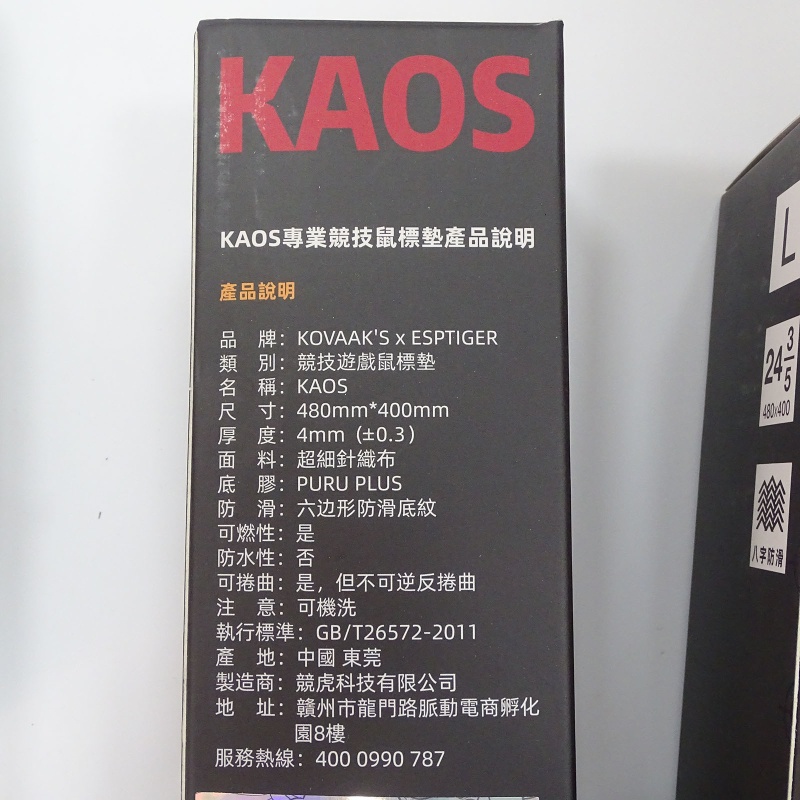 KAOS
KAOS專業競技鼠標墊產品說明
產品說明
品 牌：KOVAAK'S x ESPTIGER
類 別：競技遊戲鼠標墊
名 稱：KAOS
尺 寸：480mm*400mm
厚 度：4mm (±0.3)
面 料：超細針織布
底 膠：PURU PLUS
防 滑：六边形防滑底紋
可燃性：是
防水性：否
可捲曲：是，但不可逆反捲曲
注 意：可機洗
執行標準：GB/T26572-2011
產 地：中國 東莞
製造商：競虎科技有限公司
地 址：贛州市龍門路脈動電商孵化
園8樓
服務熱線：400 0990 787
L
24 3/5
480x400
八字防滑